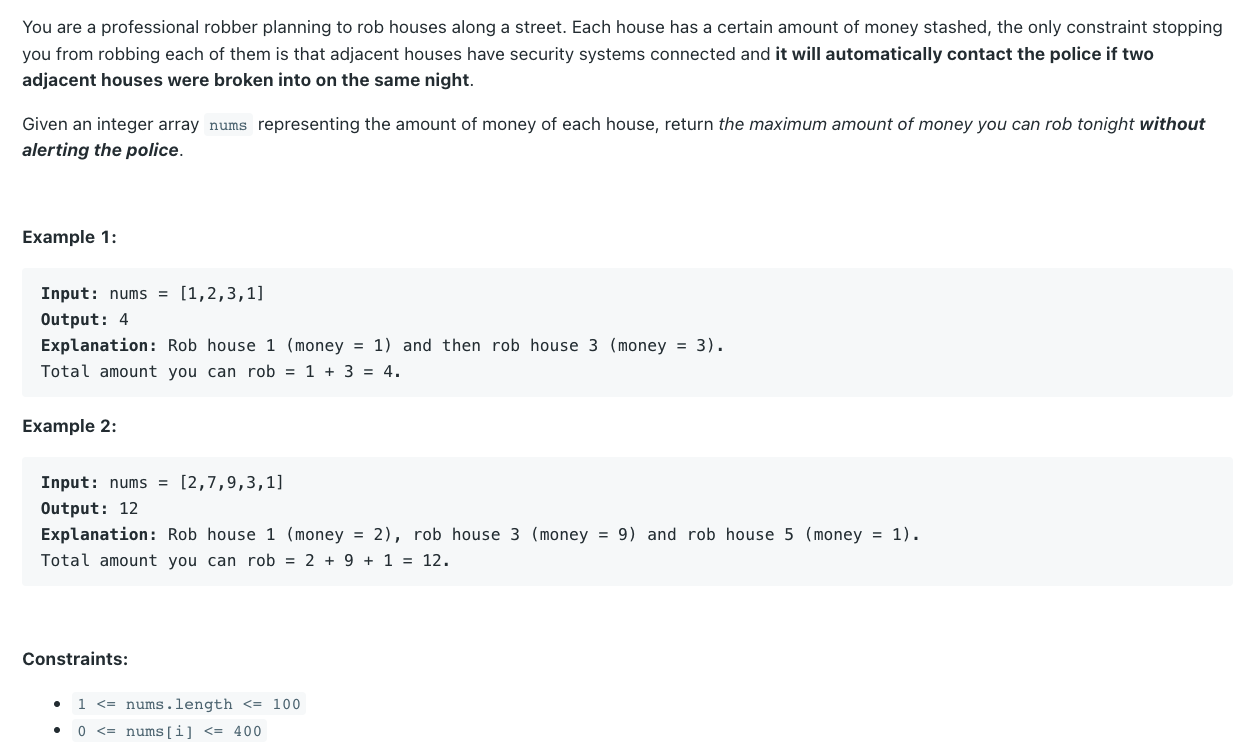 You are a professional robber planning to rob houses along a street. Each house has a certain amount of money stashed, the only constraint stopping
you from robbing each of them is that adjacent houses have security systems connected and it will automatically contact the police if two
adjacent houses were broken into on the same night.
Given an integer array nums representing the amount of money of each house, return the maximum amount of money you can rob tonight without
alerting the police.
Example 1:
Input: nums = [1,2,3,1]
Output: 4
Explanation: Rob house 1 (money = 1) and then rob house 3 (money = 3).
Total amount you can rob = 1 + 3 = 4.
Example 2:
Input: nums = [2,7,9,3,1]
Output: 12
Explanation: Rob house 1 (money = 2), rob house 3 (money = 9) and rob house 5 (money = 1).
Total amount you can rob = 2 + 9 + 1 = 12.
Constraints:
• 1 <= nums.length <= 100
• 0 <= nums[i] <= 400